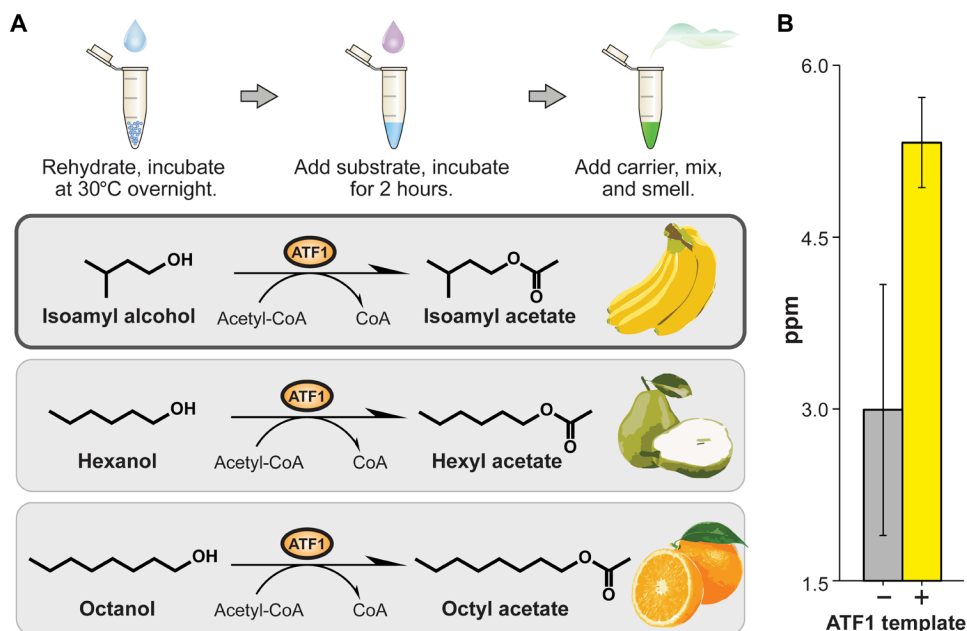 A
Rehydrate, incubate
at 30°C overnight.
Add substrate, incubate
for 2 hours.
Add carrier, mix,
and smell.
OH
ATF1
O
O
Isoamyl alcohol
Acetyl-CoA
CoA
Isoamyl acetate
OH
ATF1
O
O
Hexanol
Acetyl-CoA
CoA
Hexyl acetate
OH
ATF1
O
O
Octanol
Acetyl-CoA
CoA
Octyl acetate
B
6.0
4.5
ppm
3.0
1.5
− +
ATF1 template